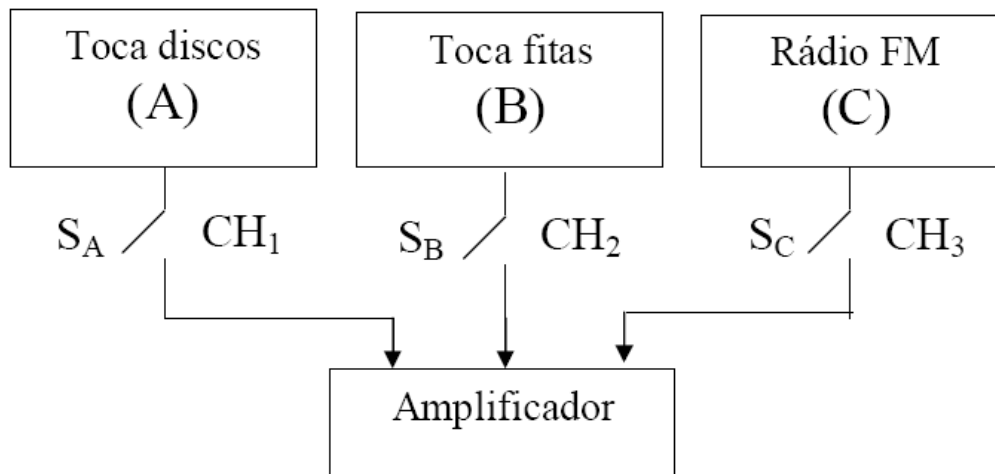 Toca discos
(A)
Toca fitas
(B)
Rádio FM
(C)
S_A CH_1
S_B CH_2
S_C CH_3
Amplificador